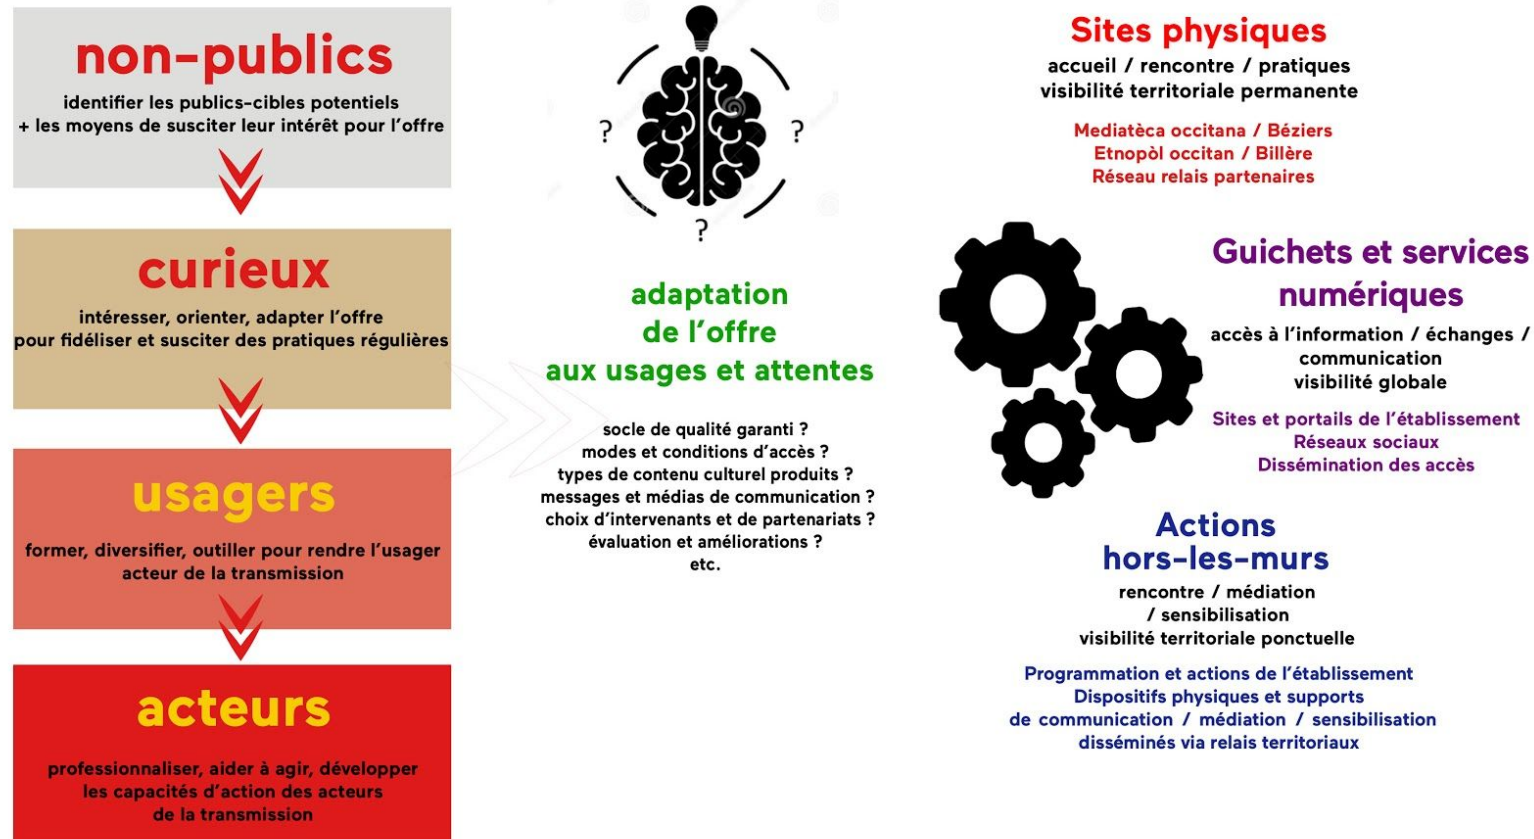 non-publics
identifier les publics-cibles potentiels
+ les moyens de susciter leur intérêt pour l'offre
curieux
intéresser, orienter, adapter l'offre
pour fidéliser et susciter des pratiques régulières
usagers
former, diversifier, outiller pour rendre l'usager
acteur de la transmission
acteurs
professionnaliser, aider à agir, développer
les capacités d'action des acteurs
de la transmission
?
?
?
adaptation
de l'offre
aux usages et attentes
socle de qualité garanti ?
modes et conditions d'accès ?
types de contenu culturel produits ?
messages et médias de communication ?
choix d'intervenants et de partenariats ?
évaluation et améliorations ?
etc.
Sites physiques
accueil / rencontre / pratiques
visibilité territoriale permanente
Mediatèca occitana / Béziers
Etnopòl occitan / Billère
Réseau relais partenaires
Guichets et services
numériques
accès à l'information / échanges /
communication
visibilité globale
Sites et portails de l'établissement
Réseaux sociaux
Dissémination des accès
Actions
hors-les-murs
rencontre / médiation
/ sensibilisation
visibilité territoriale ponctuelle
Programmation et actions de l'établissement
Dispositifs physiques et supports
de communication / médiation / sensibilisation
disséminés via relais territoriaux